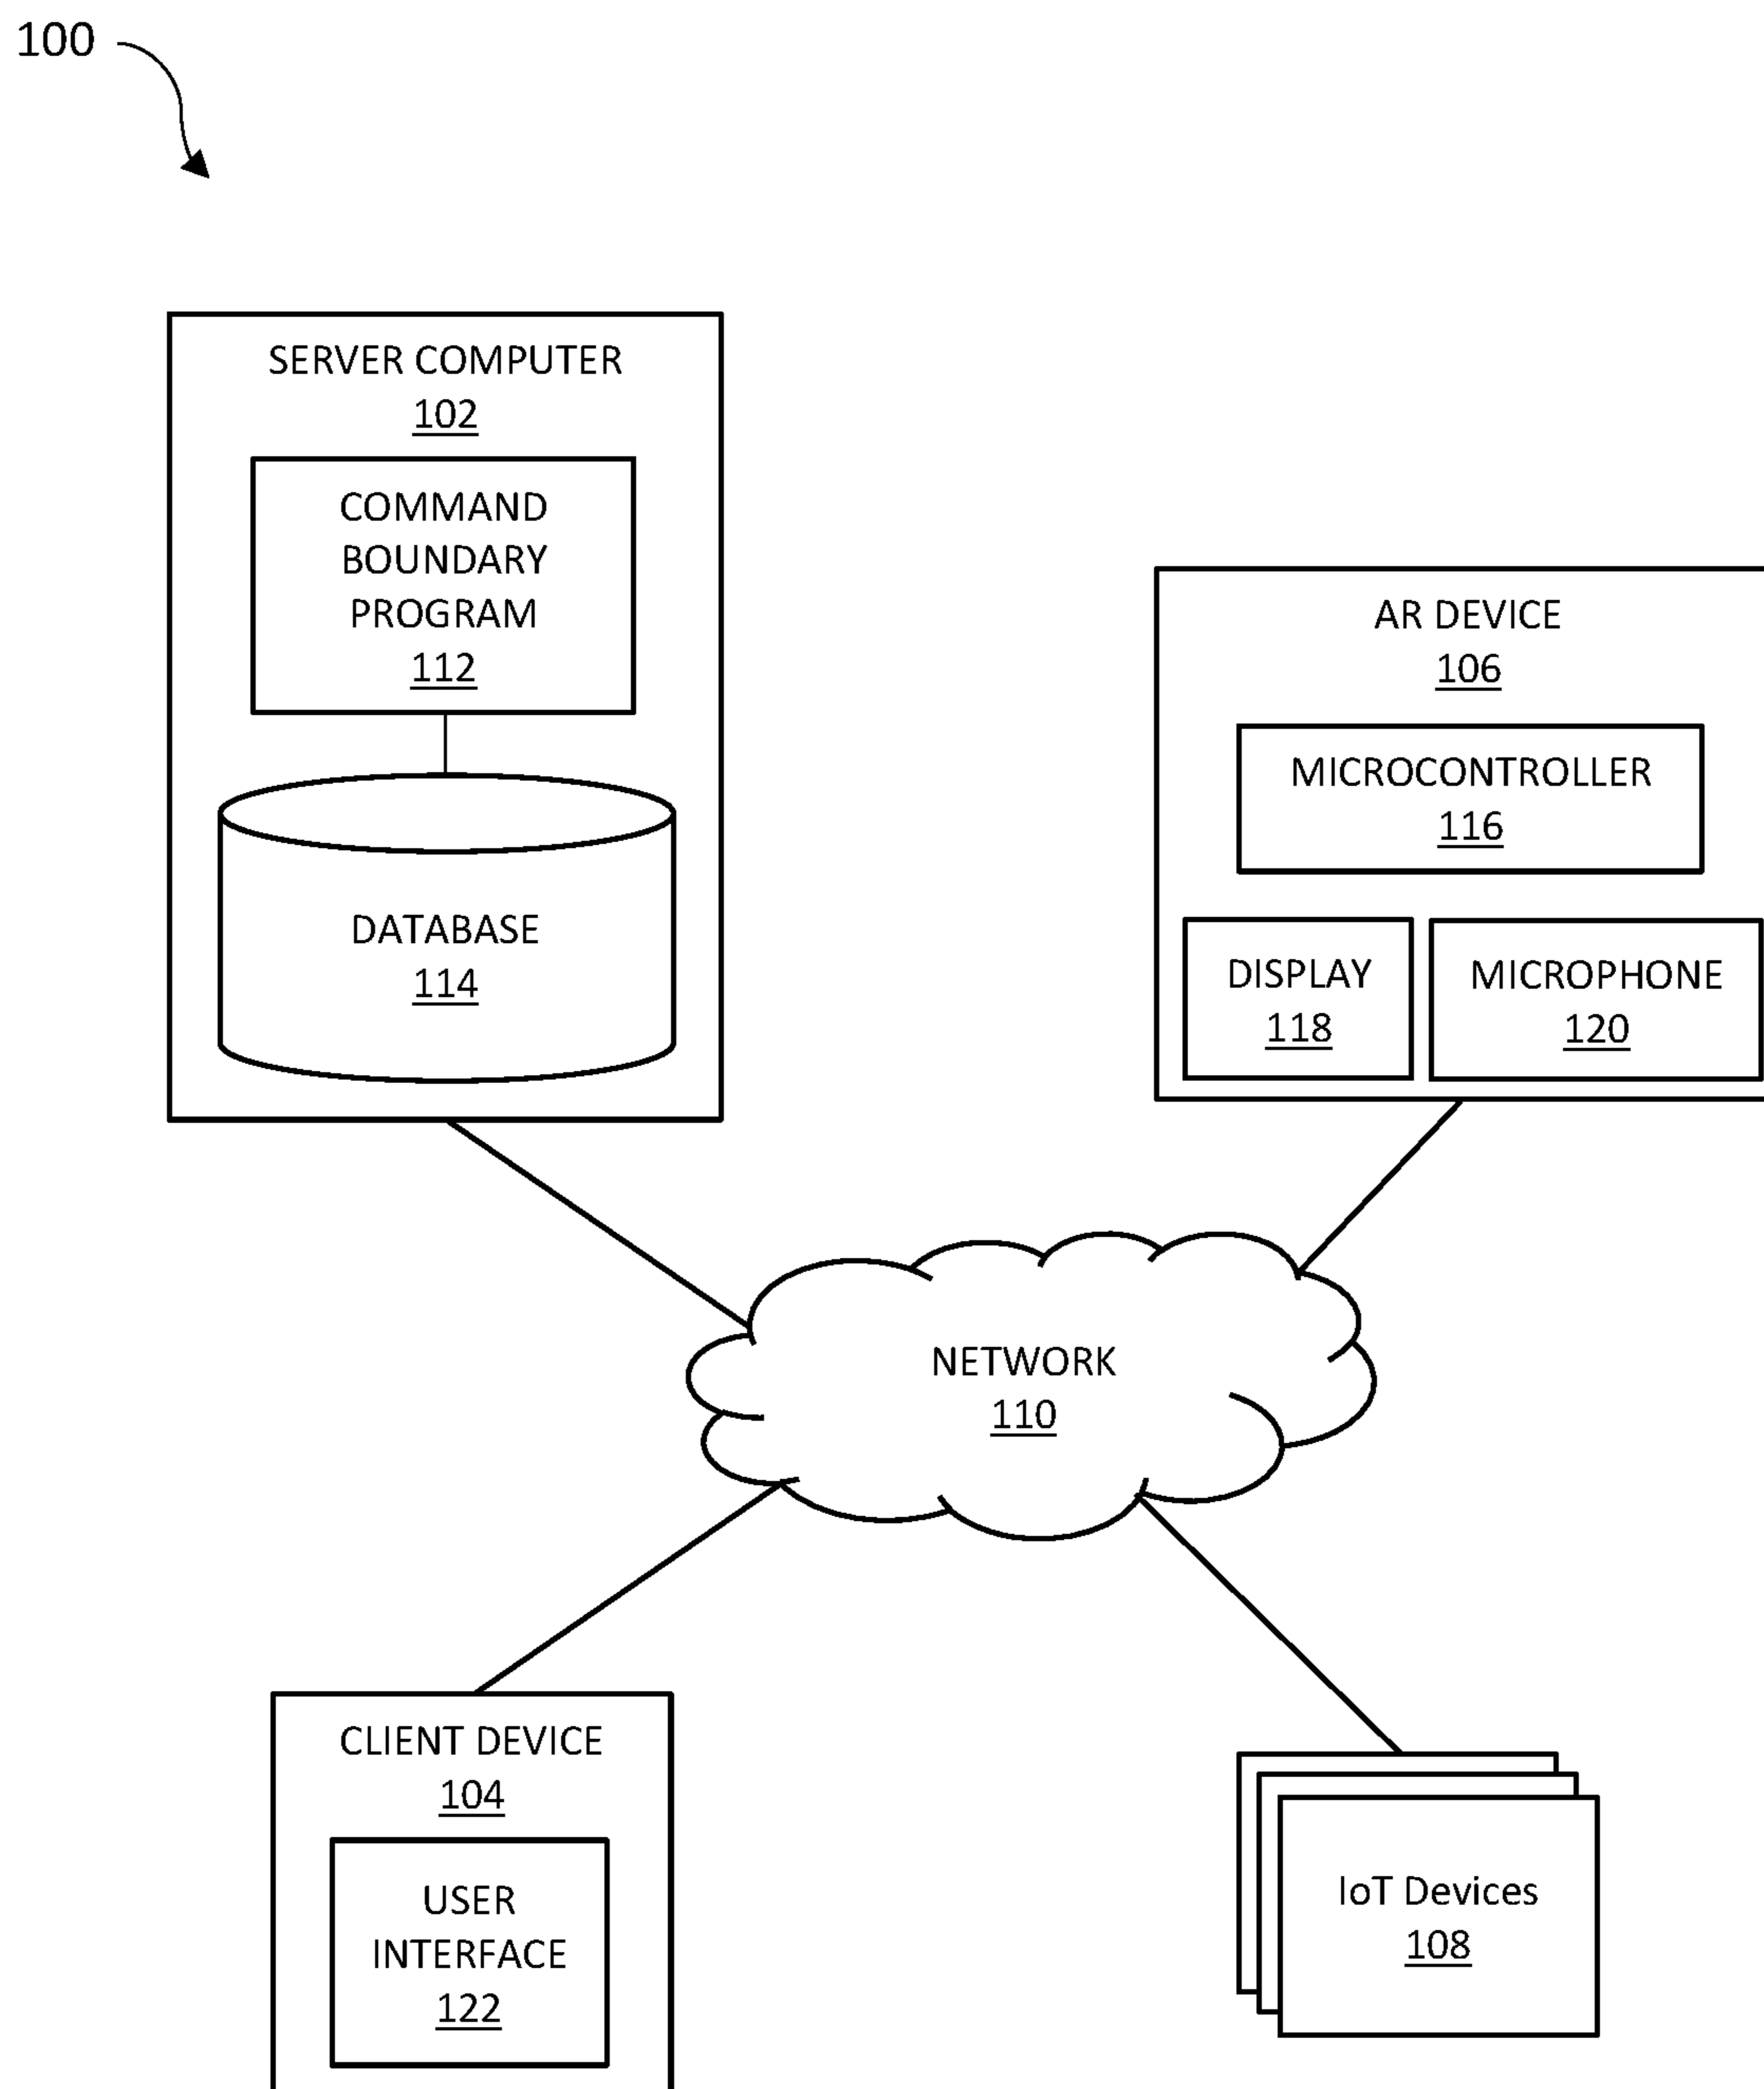 100
SERVER COMPUTER
102
COMMAND
BOUNDARY
PROGRAM
112
DATABASE
114
AR DEVICE
106
MICROCONTROLLER
116
DISPLAY
118
MICROPHONE
120
NETWORK
110
CLIENT DEVICE
104
USER
INTERFACE
122
IoT Devices
108